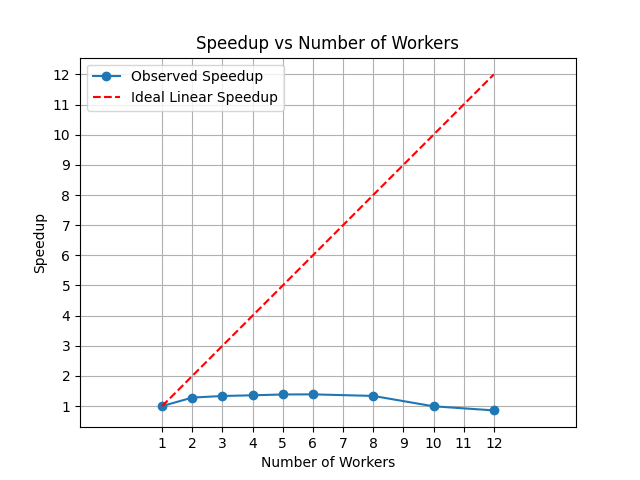 Speedup vs Number of Workers
Observed Speedup
Ideal Linear Speedup
12
11
10
9
8
7
6
5
4
3
2
1
Speedup
1 2 3 4 5 6 7 8 9 10 11 12
Number of Workers